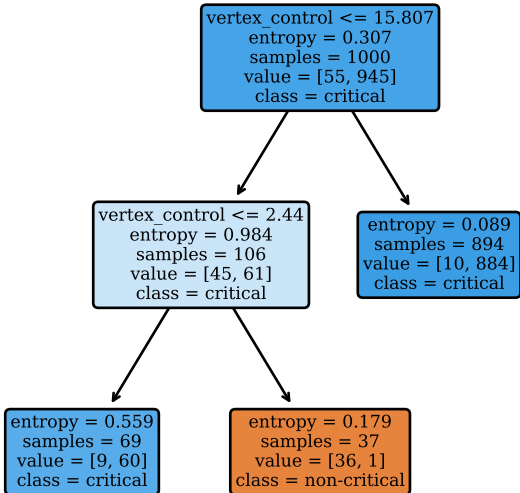 vertex_control <= 15.807
entropy = 0.307
samples = 1000
value = [55, 945]
class = critical
vertex_control <= 2.44
entropy = 0.984
samples = 106
value = [45, 61]
class = critical
entropy = 0.089
samples = 894
value = [10, 884]
class = critical
entropy = 0.559
samples = 69
value = [9, 60]
class = critical
entropy = 0.179
samples = 37
value = [36, 1]
class = non-critical